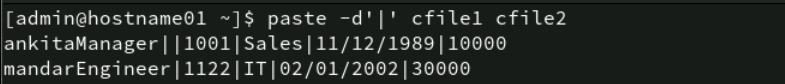 [admin@hostname01 ~]$ paste -d'|' cfile1 cfile2
ankitaManager||1001|Sales|11/12/1989|10000
mandarEngineer|1122|IT|02/01/2002|30000